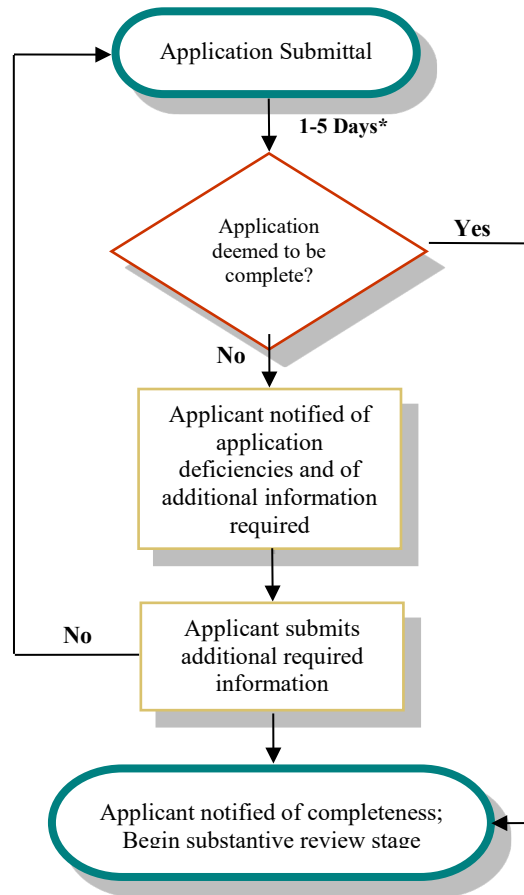 Application Submittal
1-5 Days*
Application
deemed to be
complete?
Yes
No
Applicant notified of
application
deficiencies and of
additional information
required
No
Applicant submits
additional required
information
Applicant notified of completeness;
Begin substantive review stage